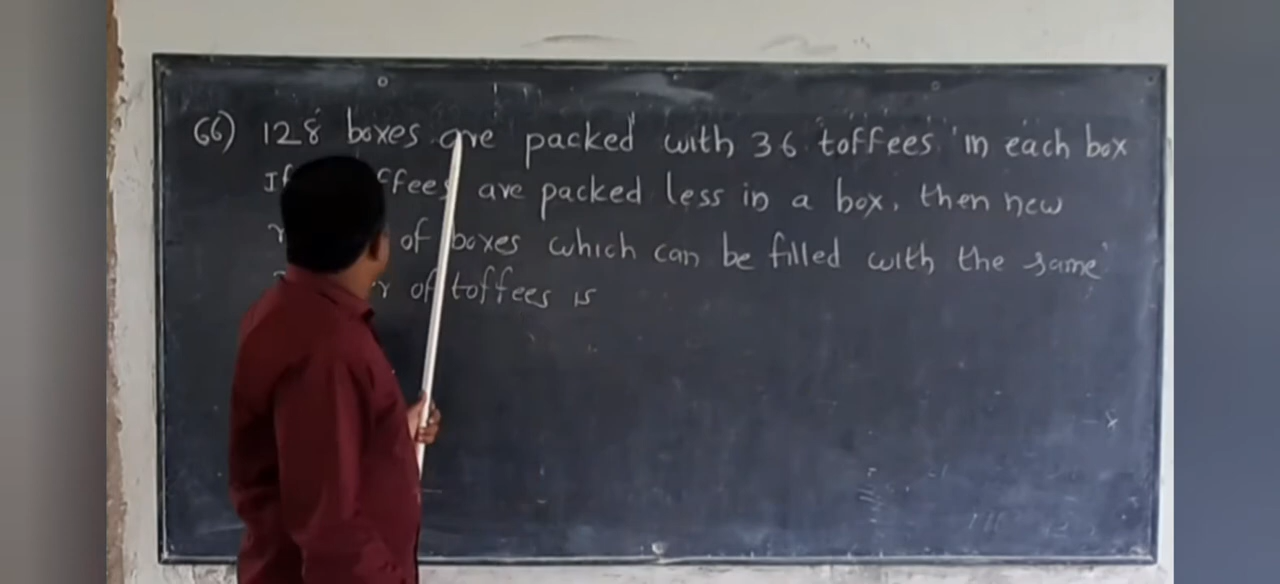 66) 128 boxes are packed with 36 toffees in each box
If are packed less in a box, then new
of boxes which can be filled with the same
of toffees is